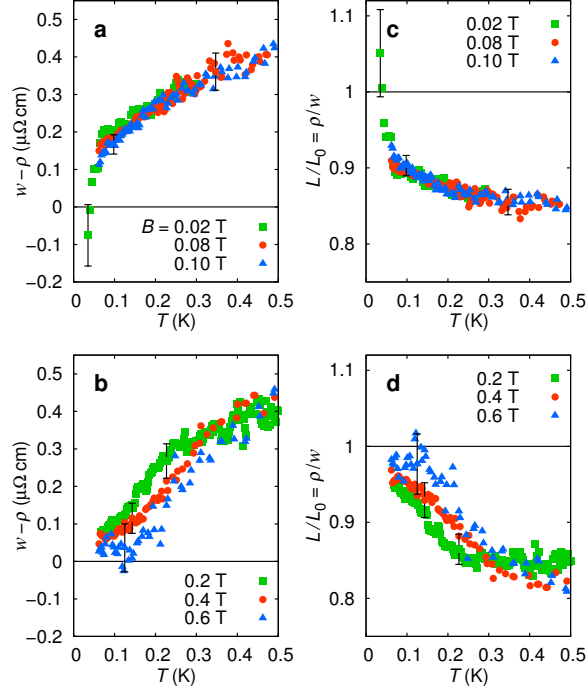 a
0.5
0.4
0.3
0.2
0.1
0
−0.1
−0.2
w – ρ (μΩ cm)
B = 0.02 T
0.08 T
0.10 T
0
0.1
0.2
0.3
0.4
0.5
T (K)
c
1.1
1
0.9
0.8
L/L0 = ρ/w
0.02 T
0.08 T
0.10 T
0
0.1
0.2
0.3
0.4
0.5
T (K)
b
0.5
0.4
0.3
0.2
0.1
0
−0.1
−0.2
w – ρ (μΩ cm)
0.2 T
0.4 T
0.6 T
0
0.1
0.2
0.3
0.4
0.5
T (K)
d
1.1
1
0.9
0.8
L/L0 = ρ/w
0.2 T
0.4 T
0.6 T
0
0.1
0.2
0.3
0.4
0.5
T (K)